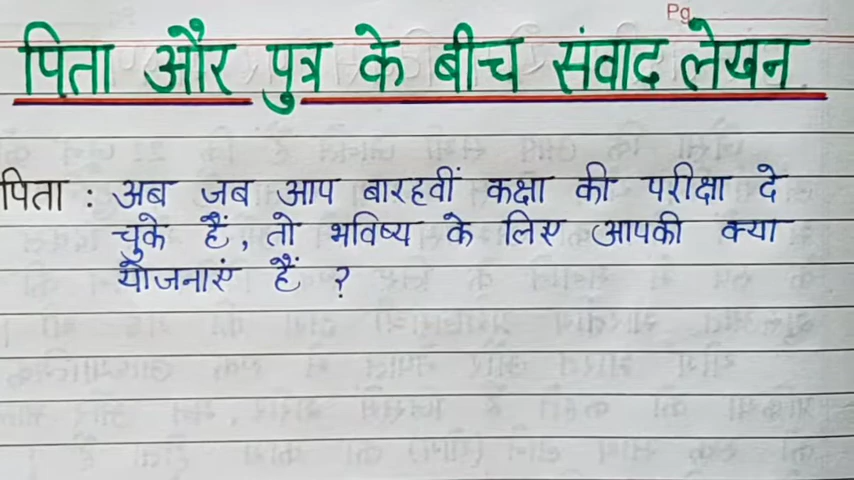 Pg
पिता और पुत्र के बीच संवाद लेखन
पिता : अब जब आप बारहवीं कक्षा की परीक्षा दे
चुके हैं, तो भविष्य के लिए आपकी क्या
योजनाएं हैं ?